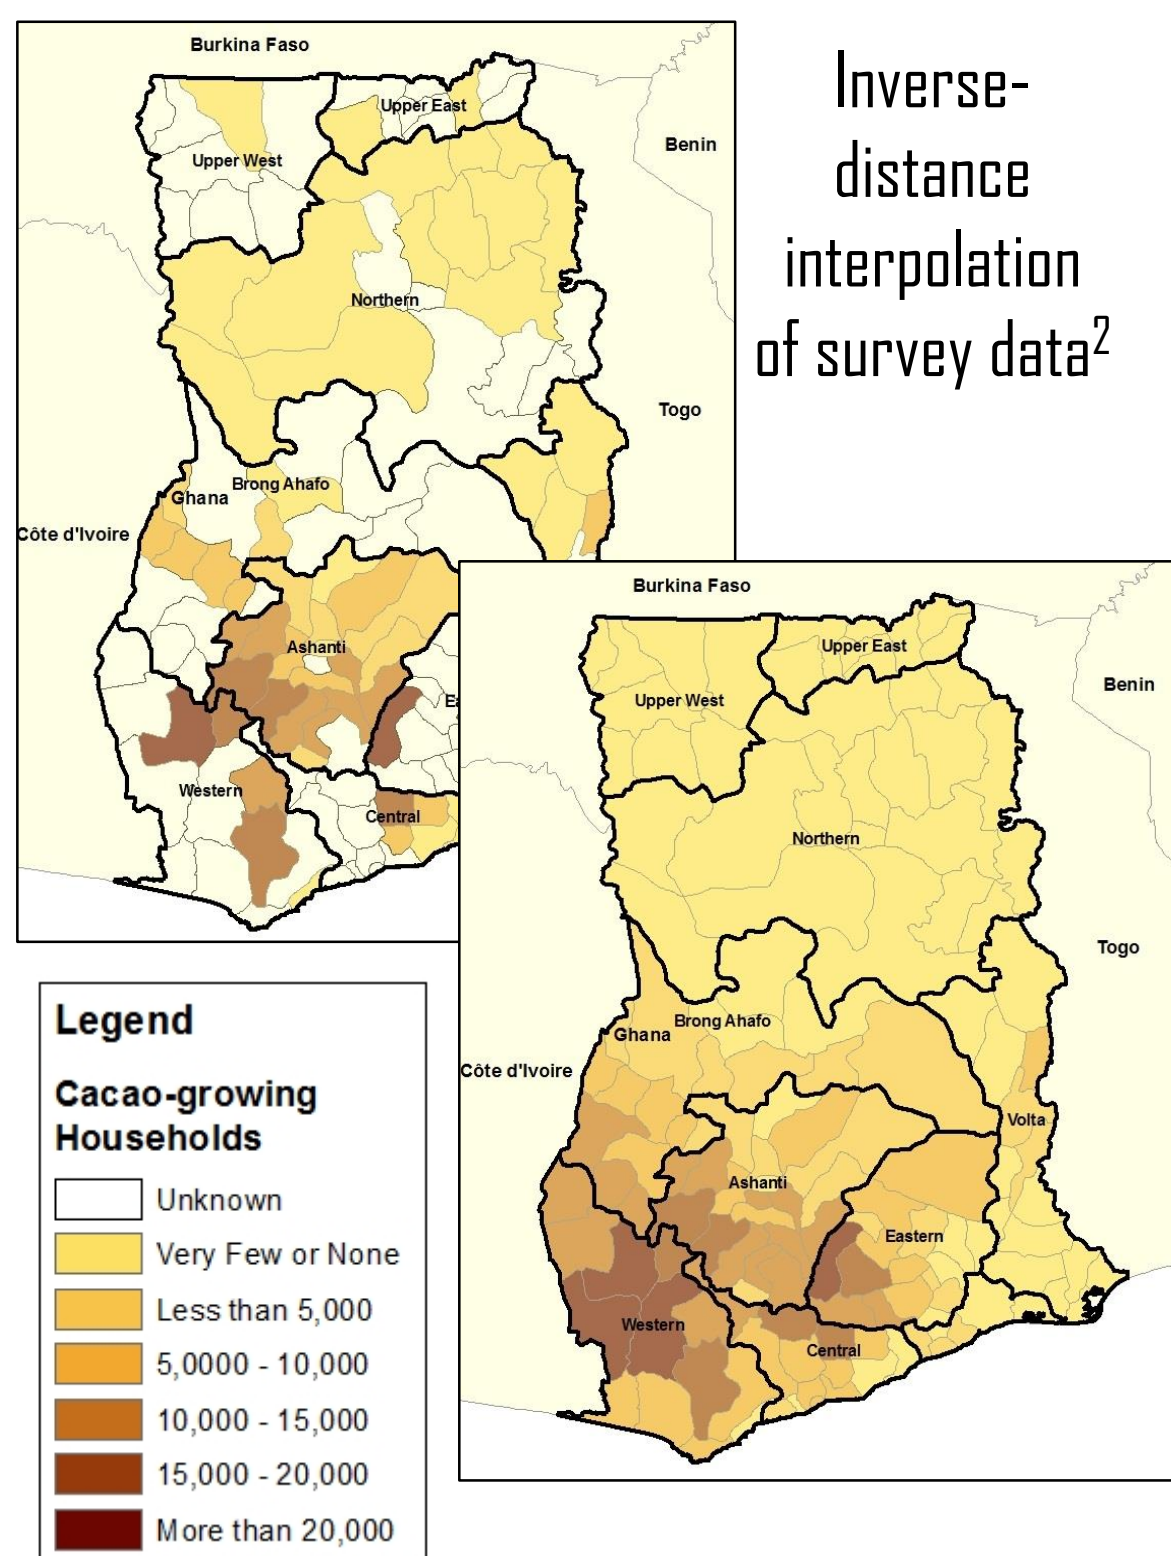 Inverse-
distance
interpolation
of survey data²
Burkina Faso
Upper East
Upper West
Benin
Northern
Togo
Brong Ahafo
Ghana
Côte d'Ivoire
Ashanti
Ea
Western
Central
Burkina Faso
Upper East
Upper West
Benin
Northern
Togo
Brong Ahafo
Ghana
Côte d'Ivoire
Volta
Ashanti
Eastern
Western
Central
Legend
Cacao-growing
Households
Unknown
Very Few or None
Less than 5,000
5,0000 - 10,000
10,000 - 15,000
15,000 - 20,000
More than 20,000